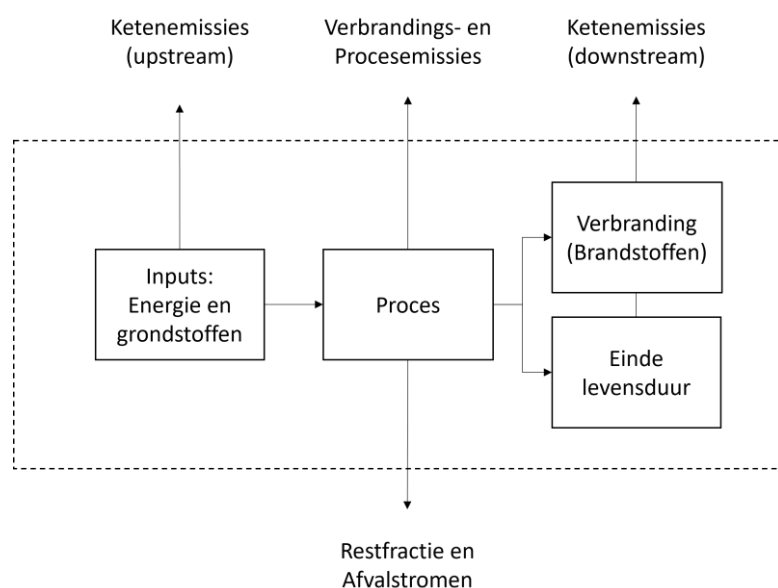 Ketenemissies
(upstream)
Verbrandings- en
Procesemissies
Ketenemissies
(downstream)
Inputs:
Energie en
grondstoffen
Proces
Verbranding
(Brandstoffen)
Einde
levensduur
Restfractie en
Afvalstromen